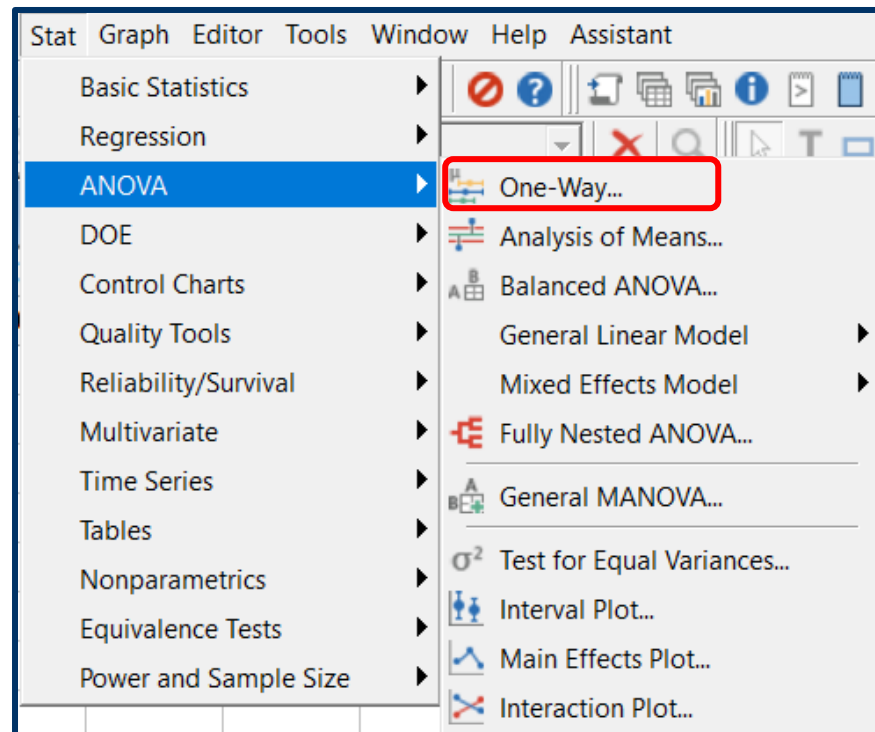 Stat Graph Editor Tools Window Help Assistant
Basic Statistics
Regression
ANOVA
DOE
Control Charts
Quality Tools
Reliability/Survival
Multivariate
Time Series
Tables
Nonparametrics
Equivalence Tests
Power and Sample Size
One-Way...
Analysis of Means...
Balanced ANOVA...
General Linear Model
Mixed Effects Model
Fully Nested ANOVA...
General MANOVA...
σ² Test for Equal Variances...
Interval Plot...
Main Effects Plot...
Interaction Plot...